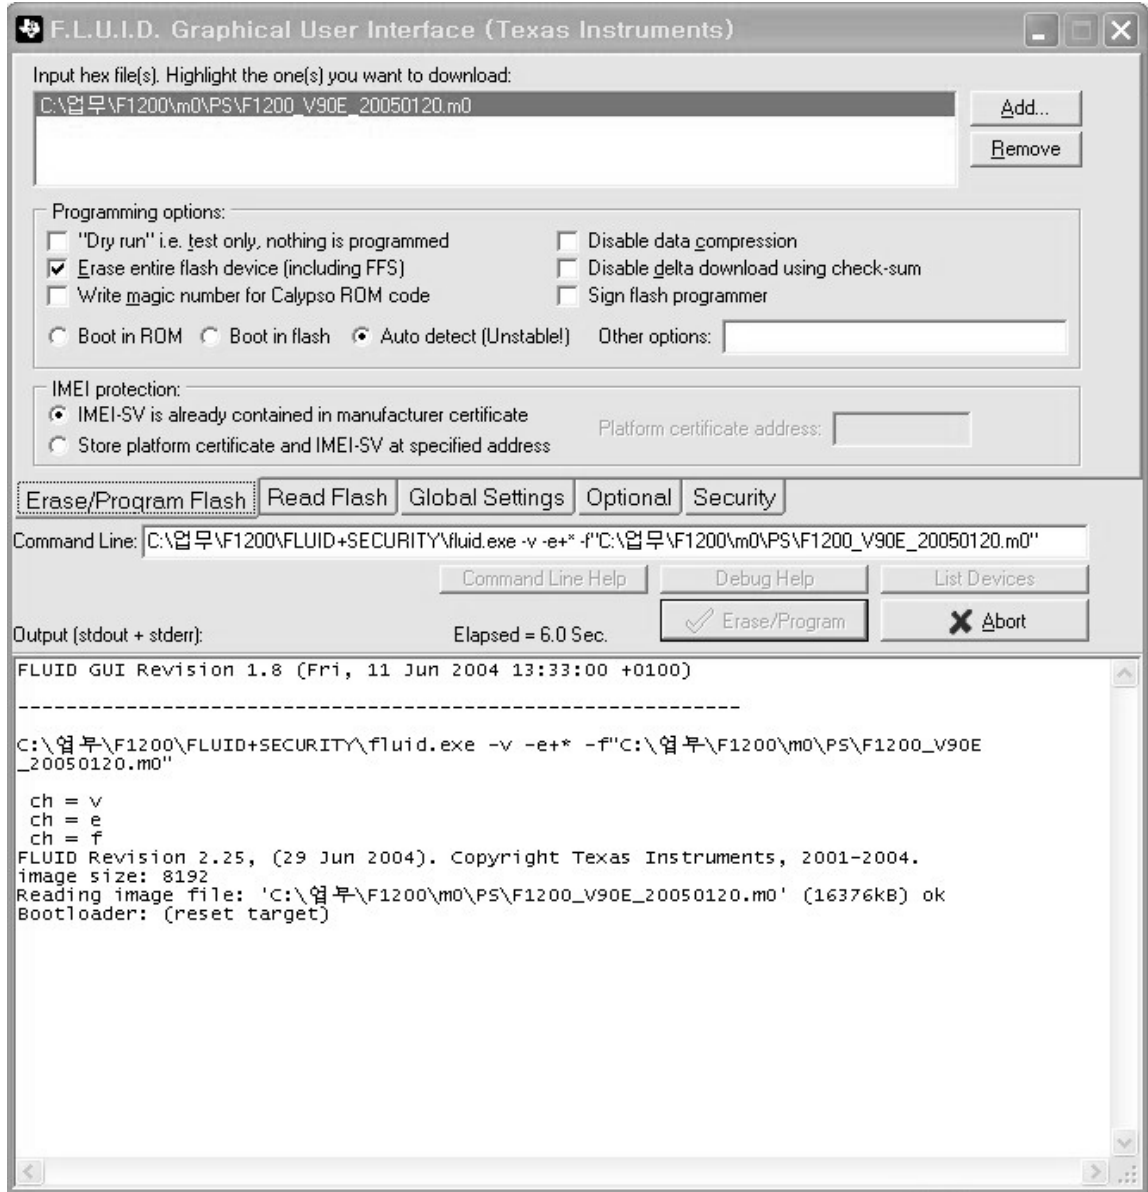 F.L.U.I.D. Graphical User Interface (Texas Instruments)
Input hex file(s). Highlight the one(s) you want to download:
C:\업무\F1200\m0\PS\F1200_V90E_20050120.m0
Add...
Remove
Programming options:
"Dry run" i.e. test only, nothing is programmed
Disable data compression
Erase entire flash device (including FFS)
Disable delta download using check-sum
Write magic number for Calypso ROM code
Sign flash programmer
Boot in ROM
Boot in flash
Auto detect (Unstable!)
Other options:
IMEI protection:
IMEI-SV is already contained in manufacturer certificate
Store platform certificate and IMEI-SV at specified address
Platform certificate address:
Erase/Program Flash
Read Flash
Global Settings
Optional
Security
Command Line: C:\업무\F1200\FLUID+SECURITY\fluid.exe -v -e+* -f"C:\업무\F1200\m0\PS\F1200_V90E_20050120.m0"
Command Line Help
Debug Help
List Devices
Erase/Program
Abort
Output (stdout + stderr):
Elapsed = 6.0 Sec.
FLUID GUI Revision 1.8 (Fri, 11 Jun 2004 13:33:00 +0100)
------------------------------------------------------------
C:\업무\F1200\FLUID+SECURITY\fluid.exe -v -e+* -f"C:\업무\F1200\m0\PS\F1200_V90E
_20050120.m0"
ch = v
ch = e
ch = f
FLUID Revision 2.25, (29 Jun 2004). Copyright Texas Instruments, 2001-2004.
image size: 8192
Reading image file: 'C:\업무\F1200\m0\PS\F1200_V90E_20050120.m0' (16376kB) ok
Bootloader: (reset target)